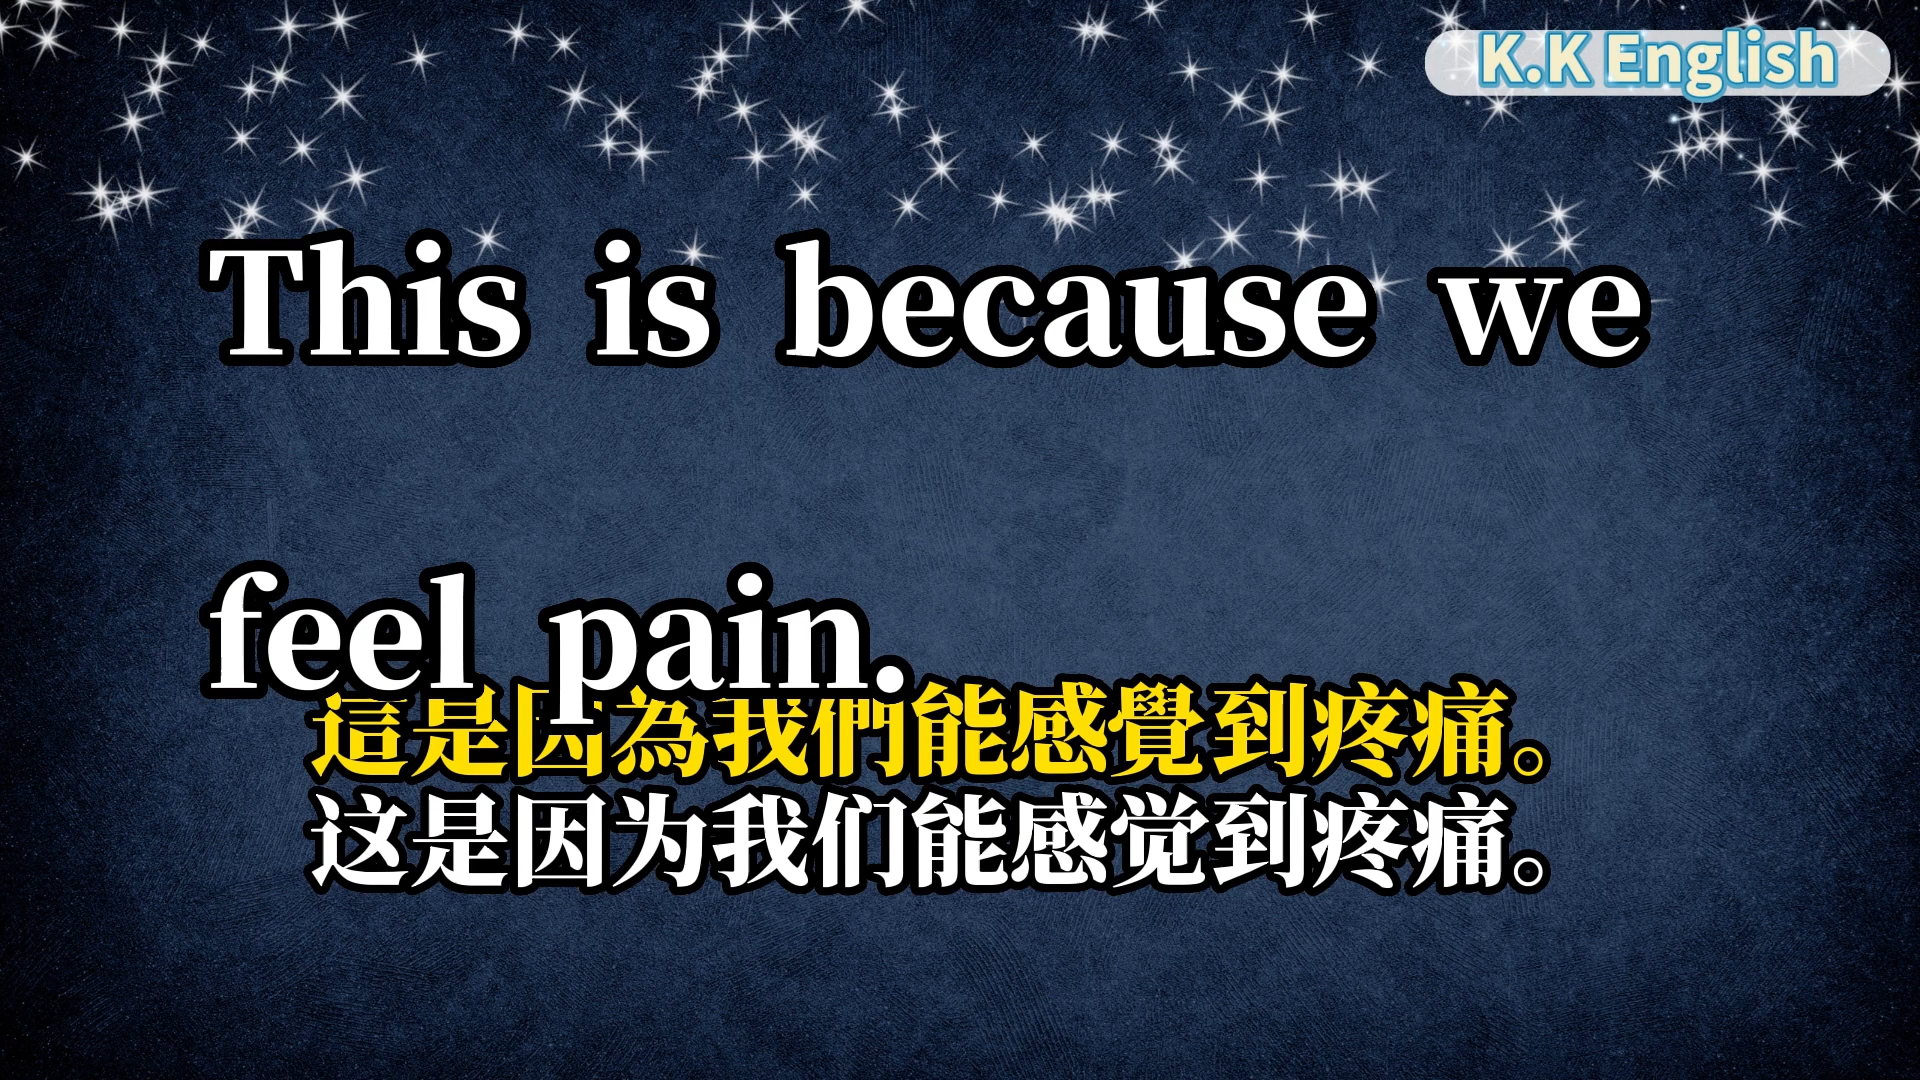 K.K English
This is because we
feel pain.
這是因為我們能感覺到疼痛。
这是因为我们能感觉到疼痛。